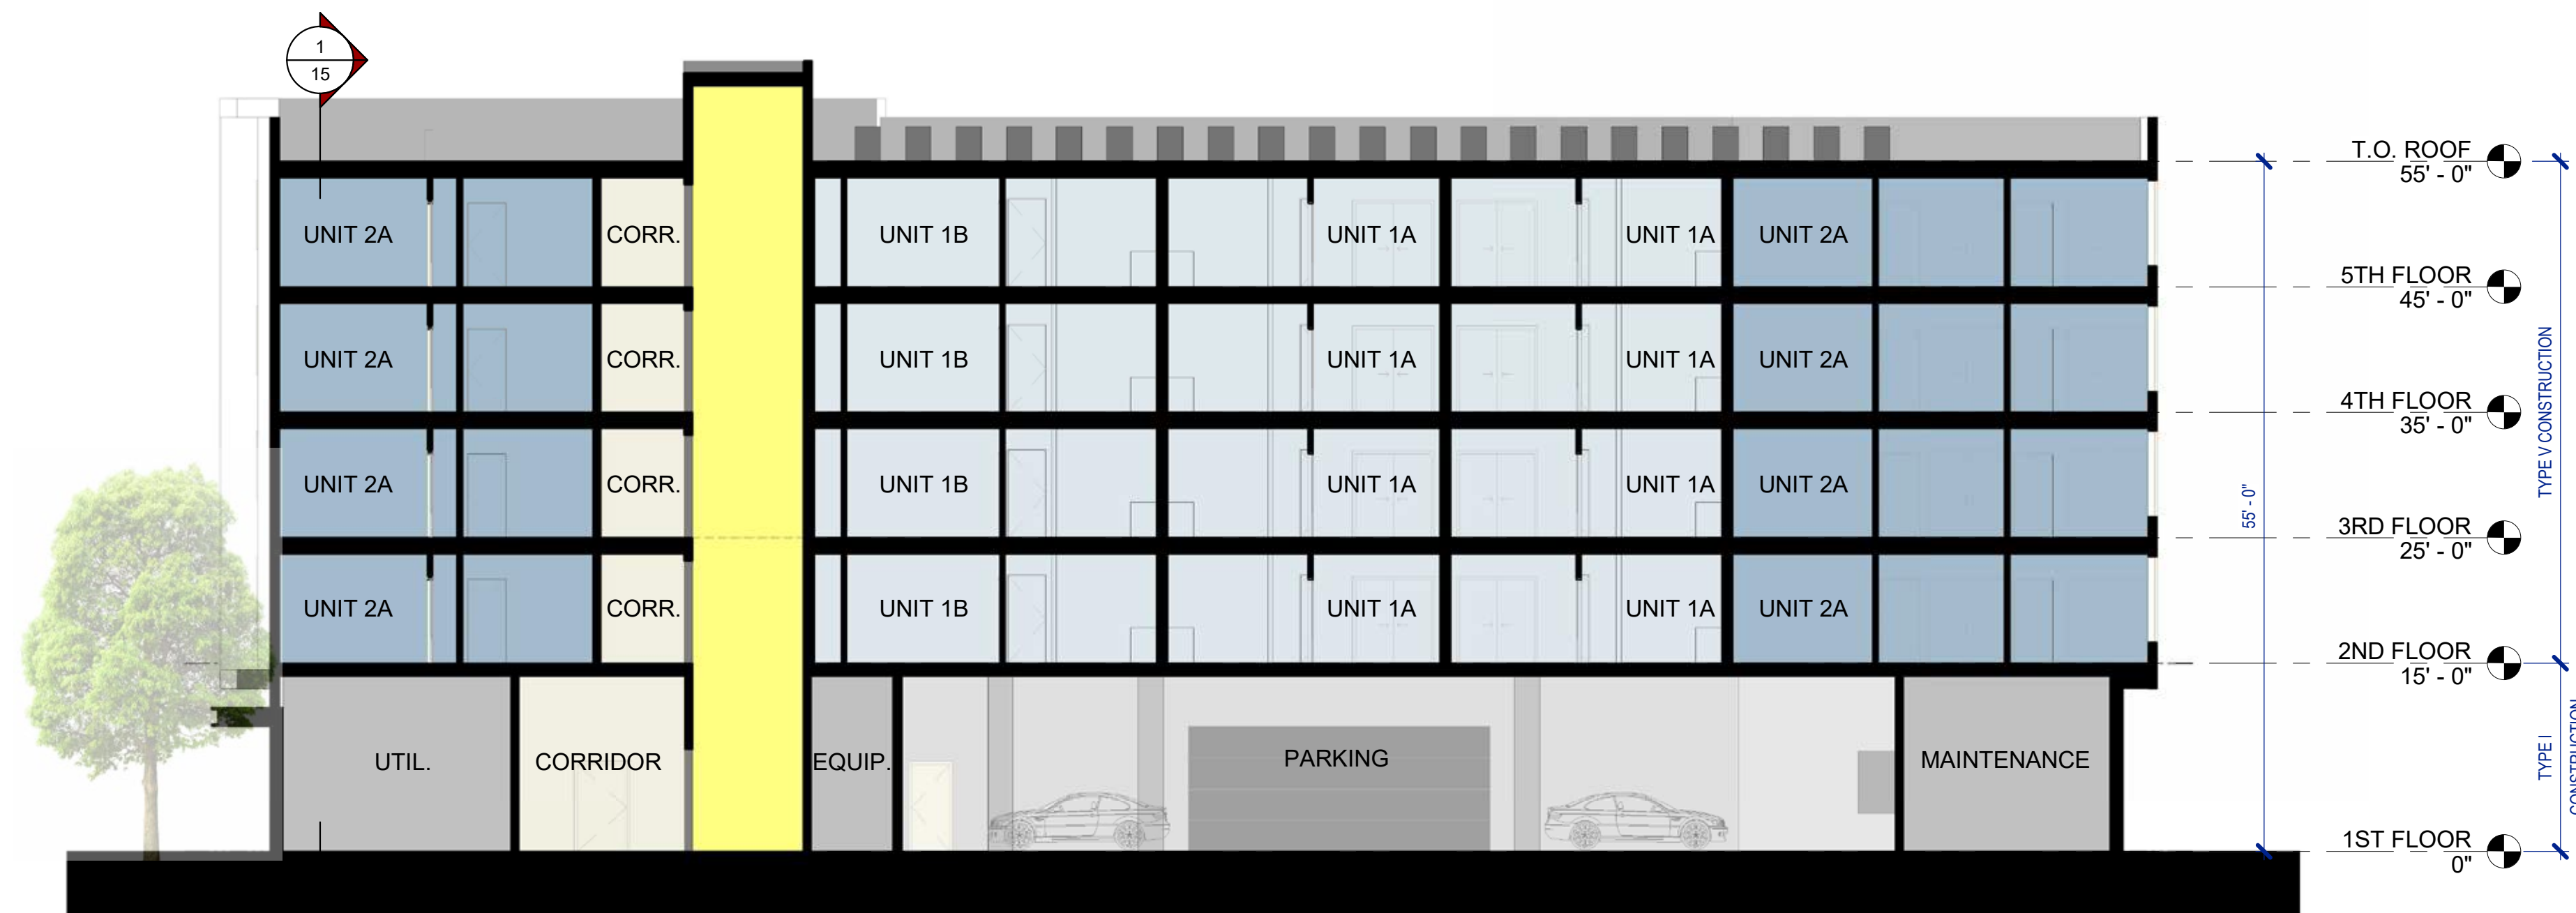 1
15
T.O. ROOF
55' - 0"
UNIT 2A CORR. UNIT 1B UNIT 1A UNIT 1A UNIT 2A
5TH FLOOR
45' - 0"
UNIT 2A CORR. UNIT 1B UNIT 1A UNIT 1A UNIT 2A
4TH FLOOR
35' - 0"
TYPE V CONSTRUCTION
UNIT 2A CORR. UNIT 1B UNIT 1A UNIT 1A UNIT 2A
55' - 0"
3RD FLOOR
25' - 0"
UNIT 2A CORR. UNIT 1B UNIT 1A UNIT 1A UNIT 2A
2ND FLOOR
15' - 0"
UTIL. CORRIDOR EQUIP. PARKING MAINTENANCE
TYPE I
CONSTRUCTION
1ST FLOOR
0"